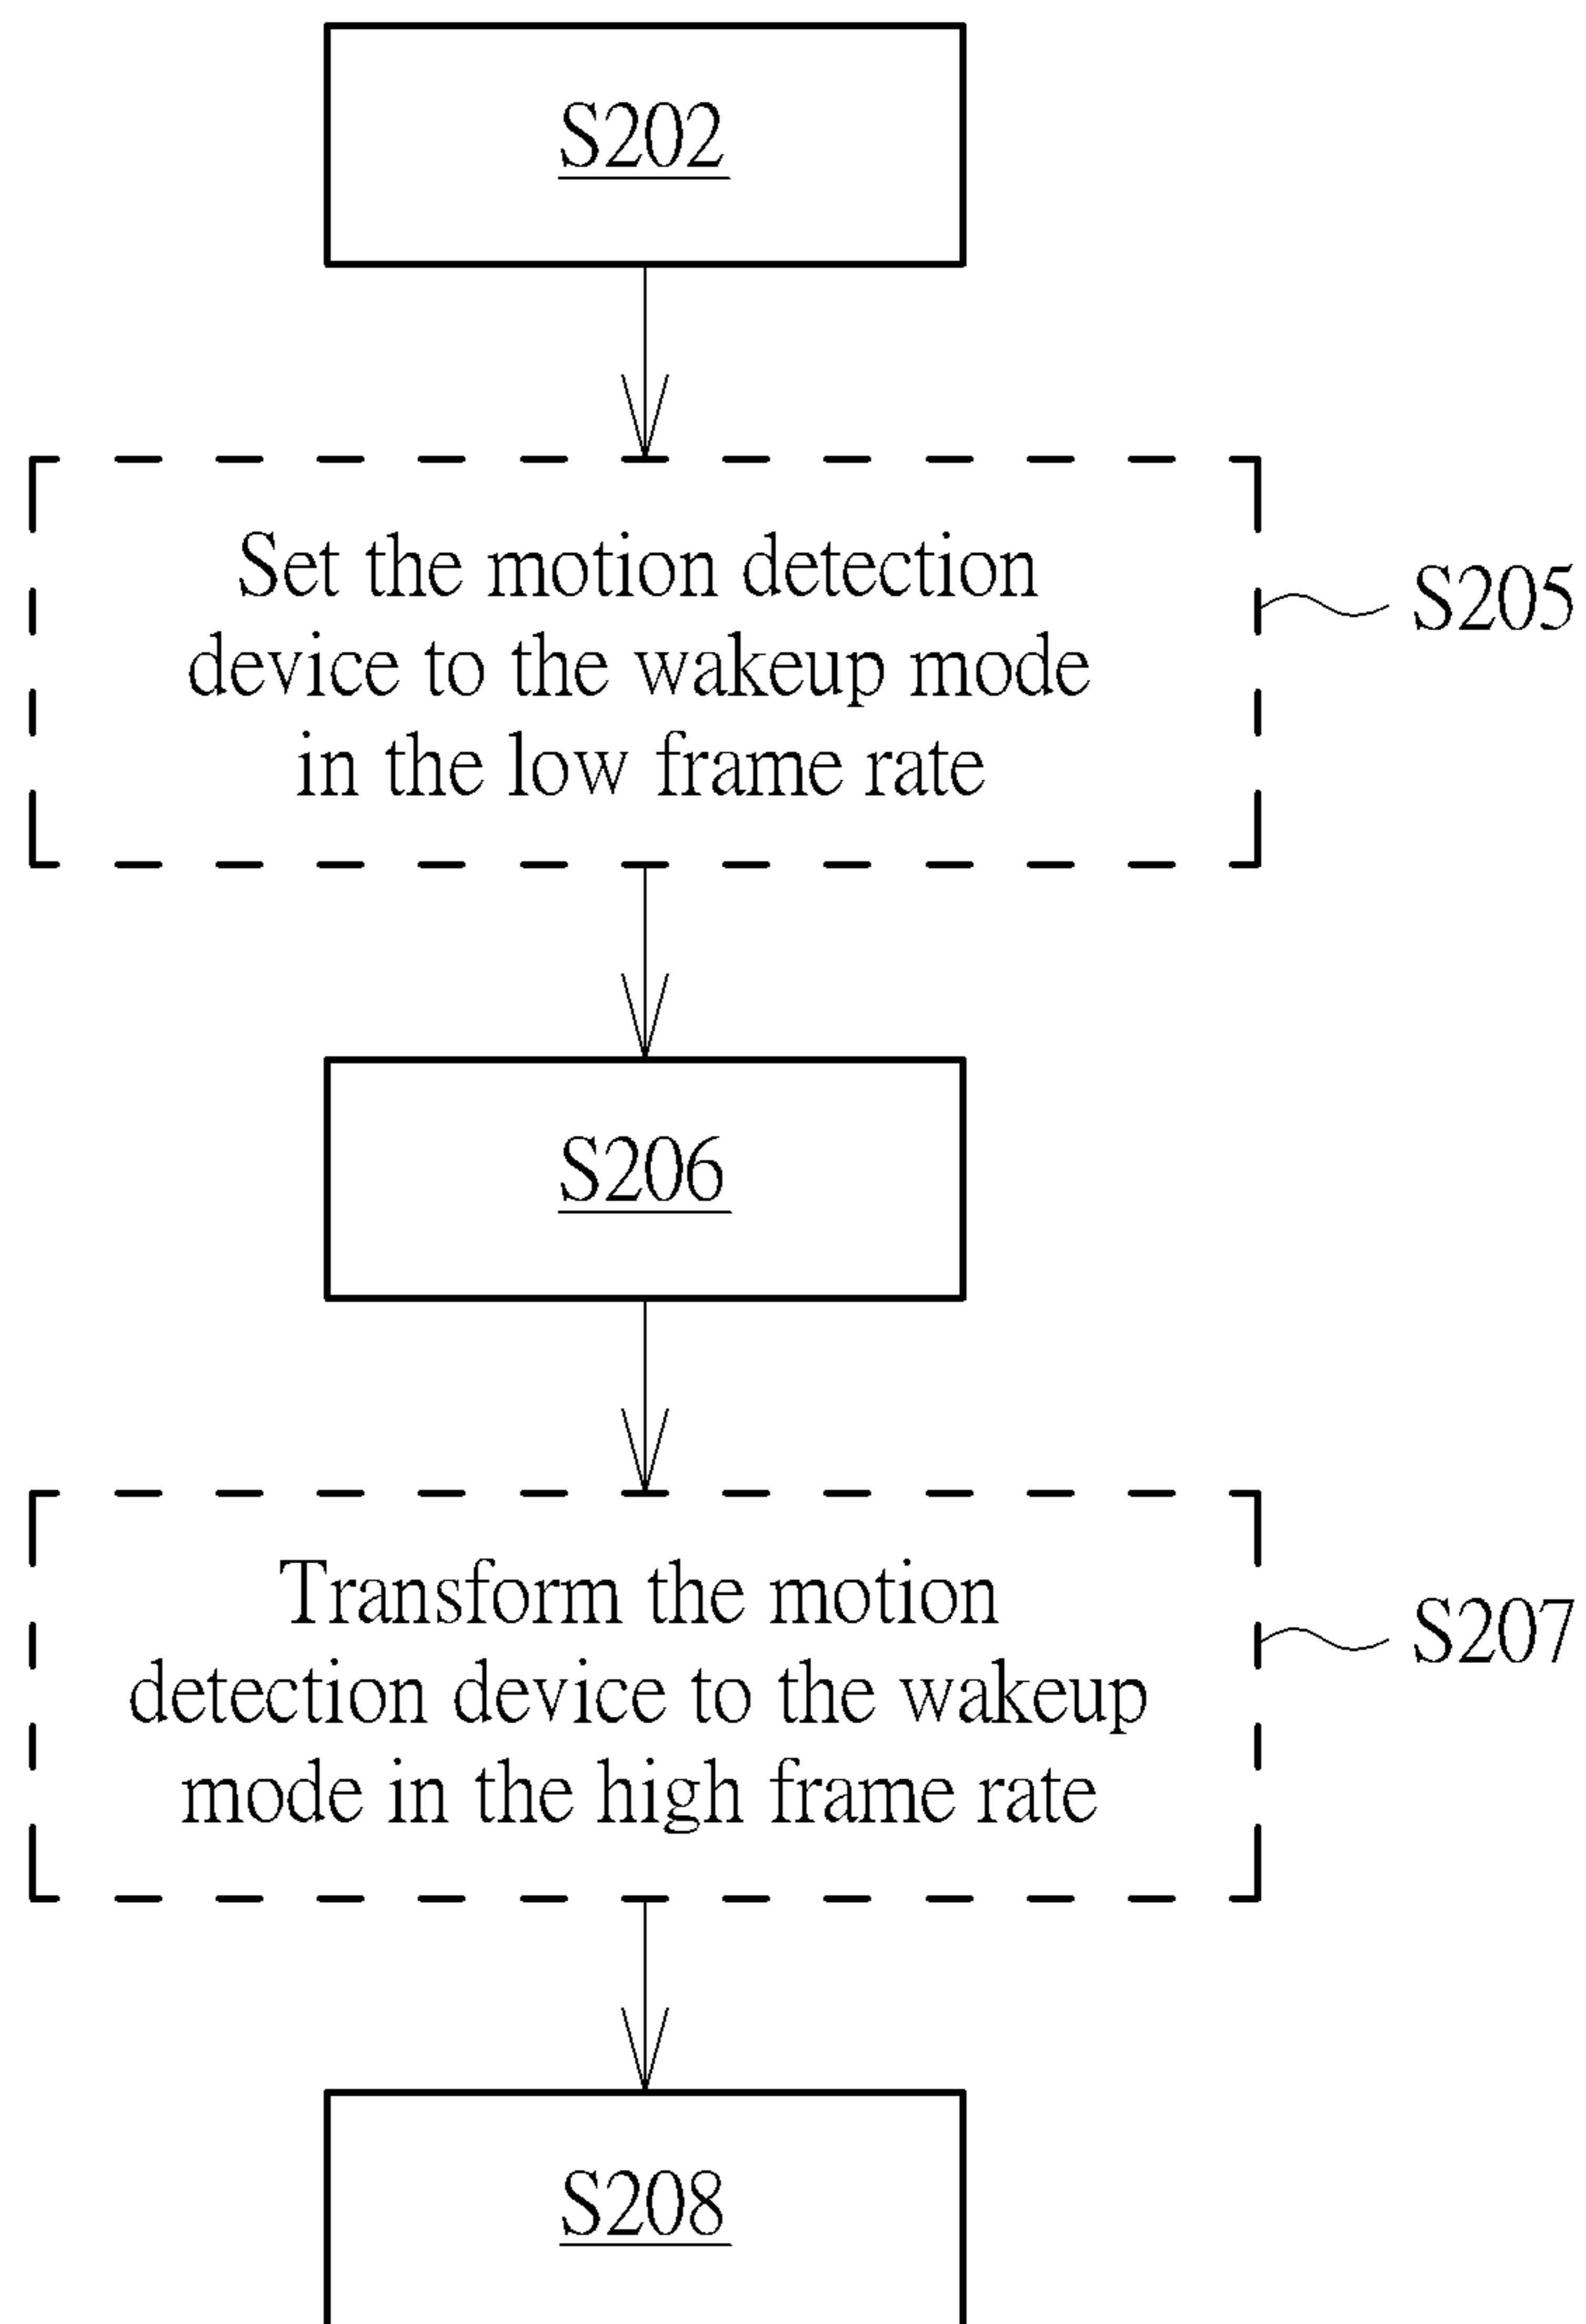 S202
Set the motion detection
device to the wakeup mode
in the low frame rate
S205
S206
Transform the motion
detection device to the wakeup
mode in the high frame rate
S207
S208